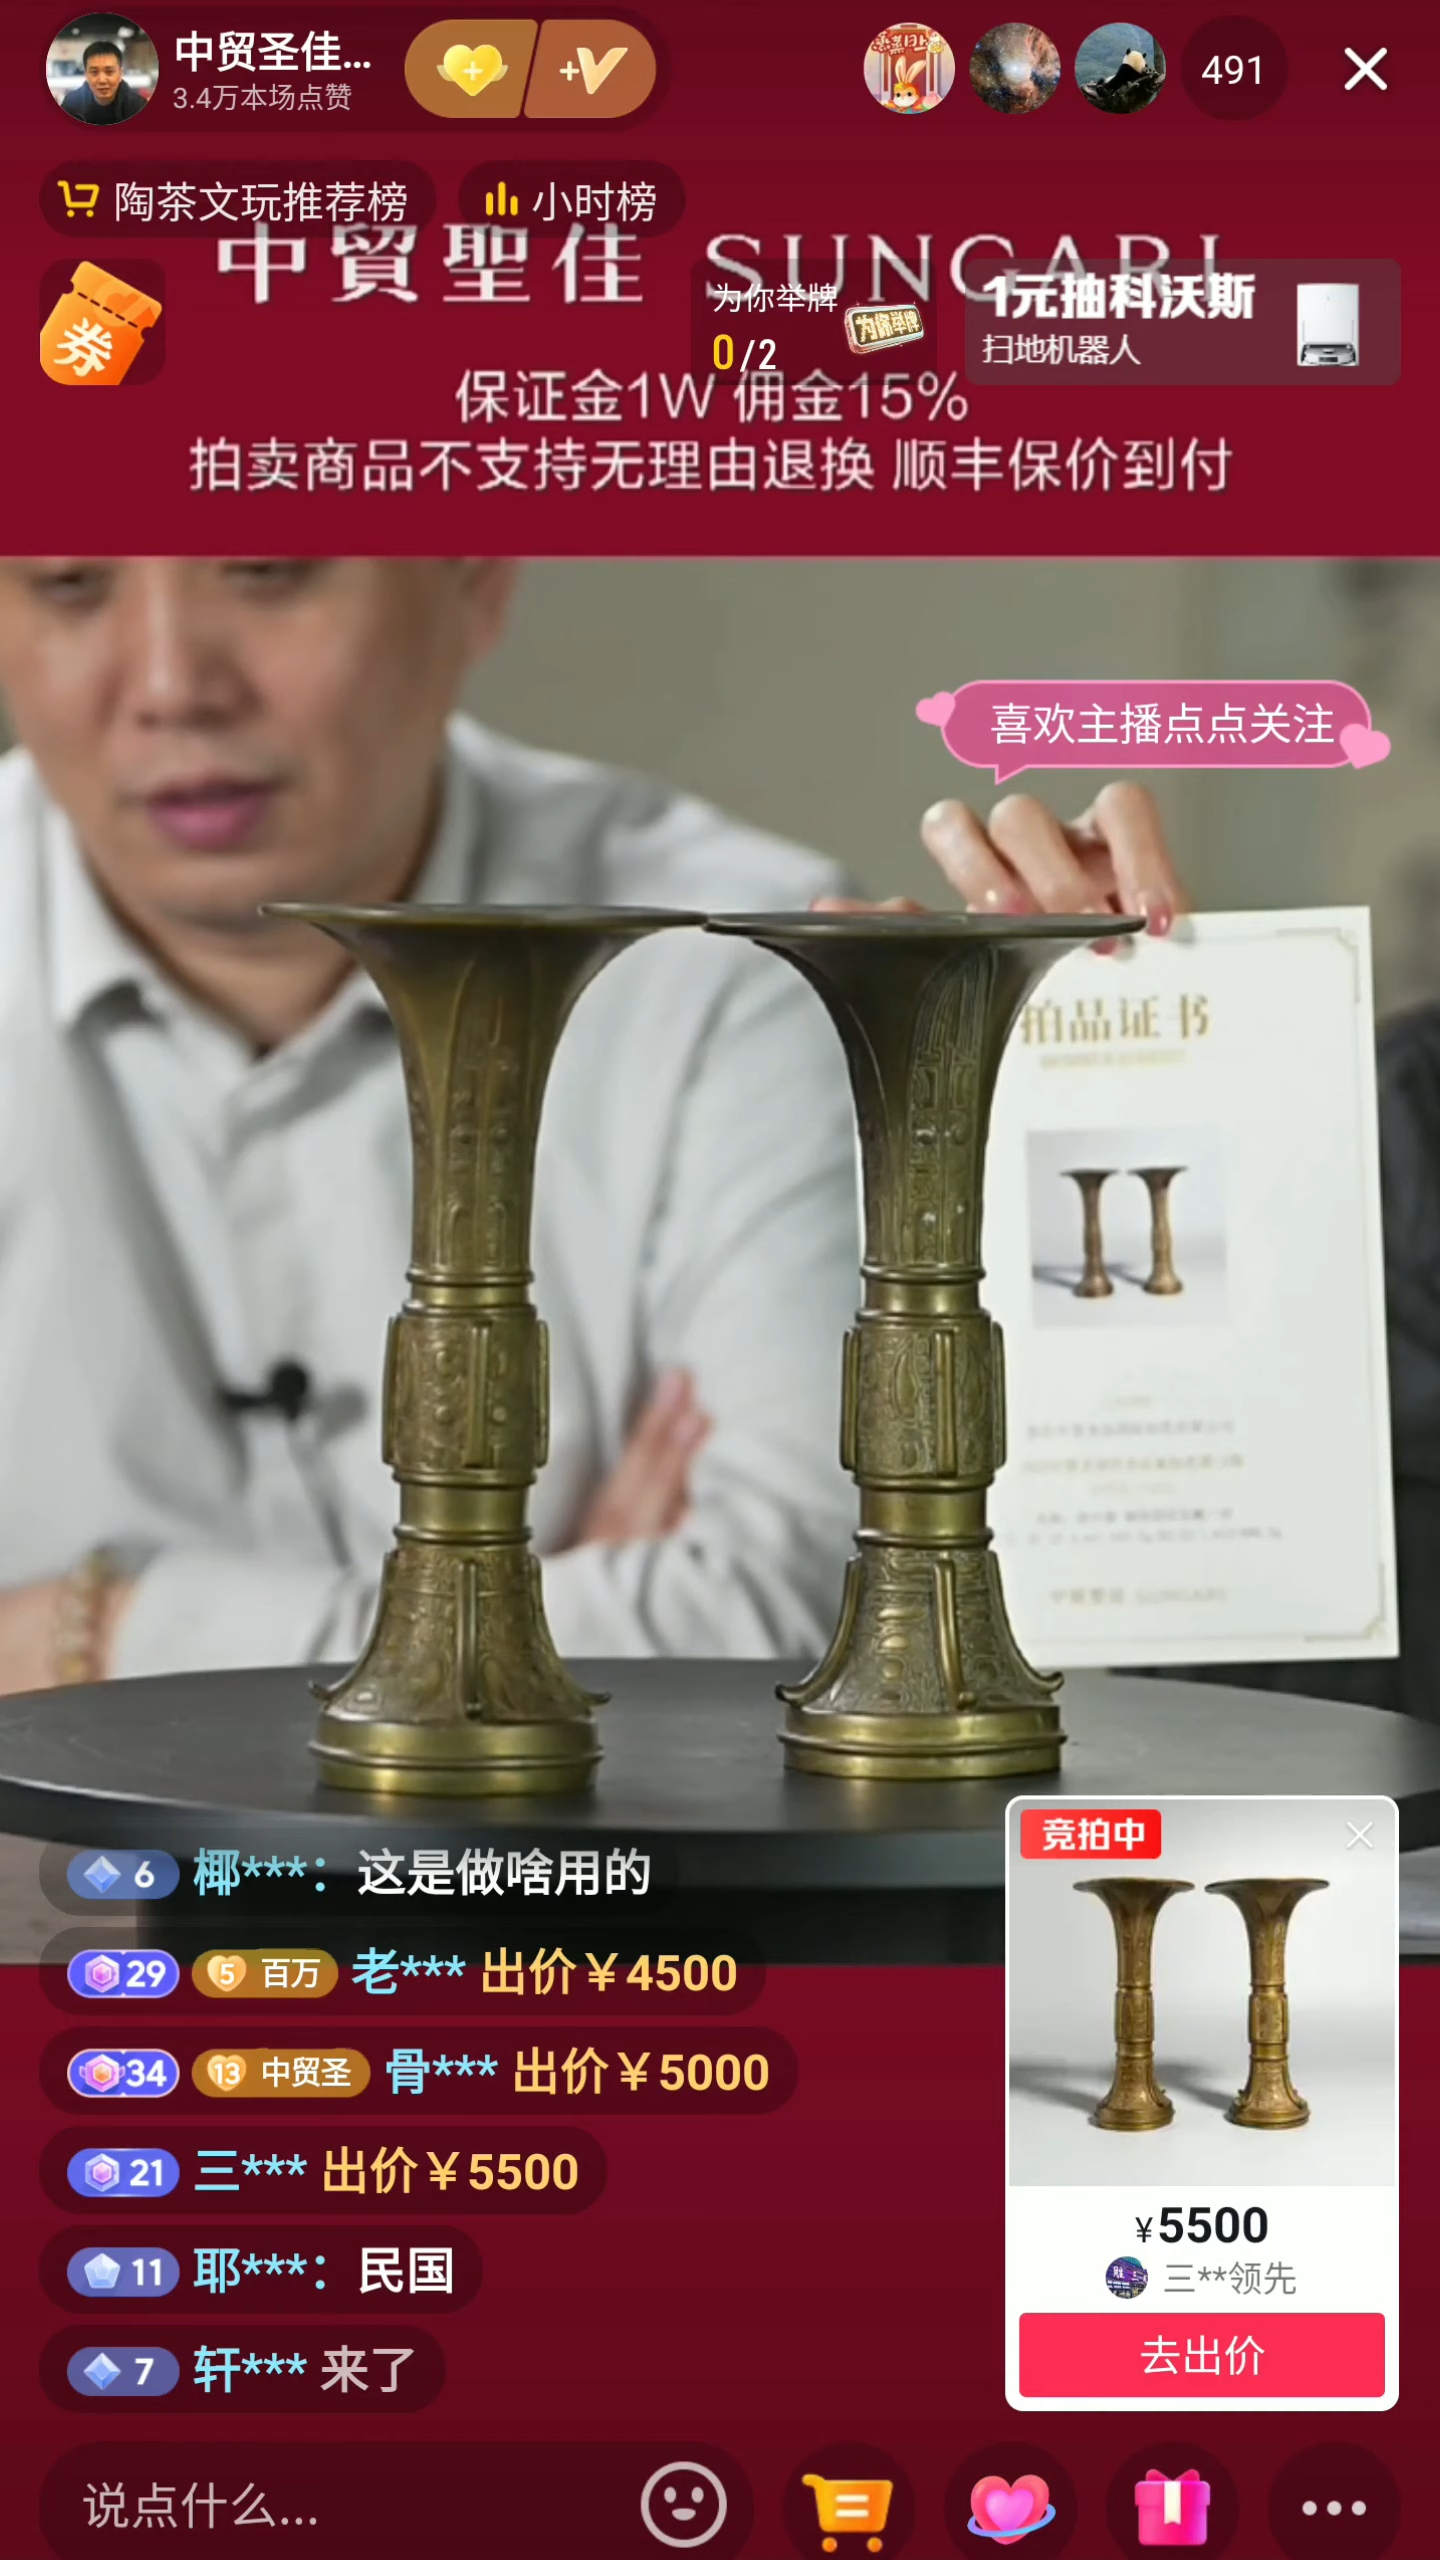 中贸圣佳...
3.4万本场点赞
491
陶茶文玩推荐榜
小时榜
中貿聖佳 SUNGARI
券
为你举牌
0/2
为你举牌
1元抽科沃斯
扫地机器人
保证金1W 佣金15%
拍卖商品不支持无理由退换 顺丰保价到付
喜欢主播点点关注
拍品证书
6 椰***：这是做啥用的
29 5 百万 老*** 出价￥4500
34 13 中贸圣 骨*** 出价￥5000
21 三*** 出价￥5500
11 耶***：民国
7 轩*** 来了
竞拍中
¥5500
三**领先
去出价
说点什么...